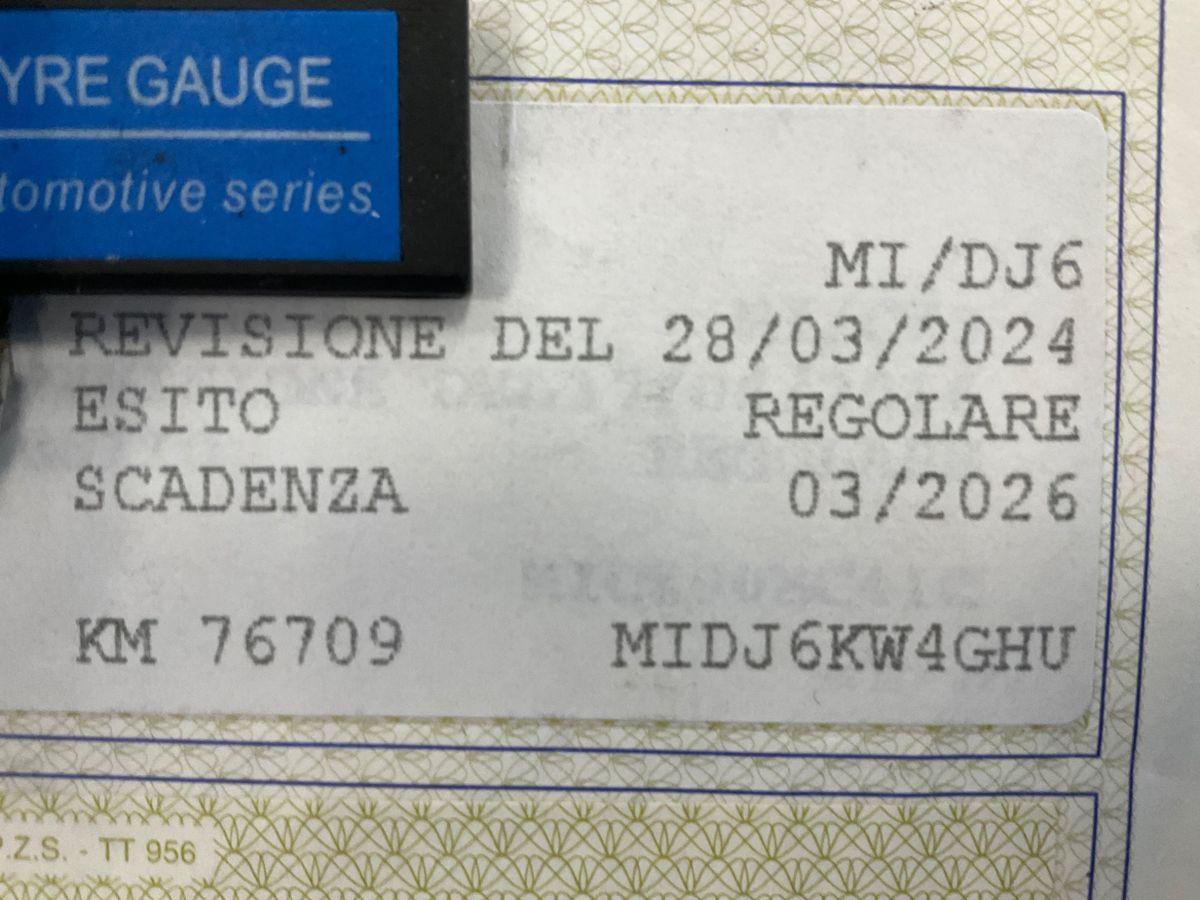 YRE GAUGE
tomotive series
MI/DJ6
REVISIONE DEL 28/03/2024
ESITO REGOLARE
SCADENZA 03/2026
KM 76709 MIDJ6KW4GHU
P.Z.S. - TT 956